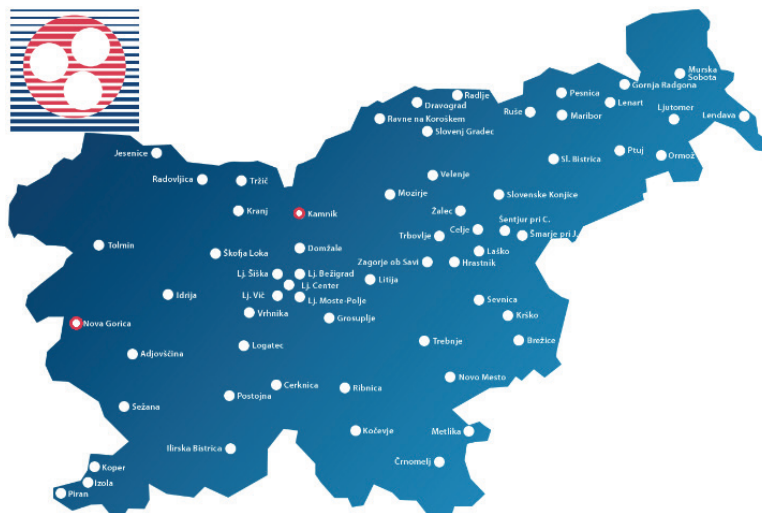 Murska
Sobota
Gornja Radgona
Radlje
Pesnica
Dravograd
Lenart
Ruše
Maribor
Ljutomer
Lendava
Ravne na Koroškem
Slovenj Gradec
Jesenice
Sl. Bistrica
Ptuj
Ormož
Radovljica
Tržič
Velenje
Mozirje
Slovenske Konjice
Kranj
Kamnik
Žalec
Šentjur pri C.
Celje
Trbovlje
Šmarje pri J.
Tolmin
Škofja Loka
Domžale
Laško
Zagorje ob Savi
Hrastnik
Lj. Šiška
Lj. Bežigrad
Litija
Lj. Center
Idrija
Lj. Vič
Lj. Moste-Polje
Sevnica
Vrhnika
Grosuplje
Krško
Nova Gorica
Logatec
Trebnje
Brežice
Adjovščina
Novo Mesto
Cerknica
Ribnica
Postojna
Sežana
Kočevje
Metlika
Ilirska Bistrica
Črnomelj
Koper
Izola
Piran